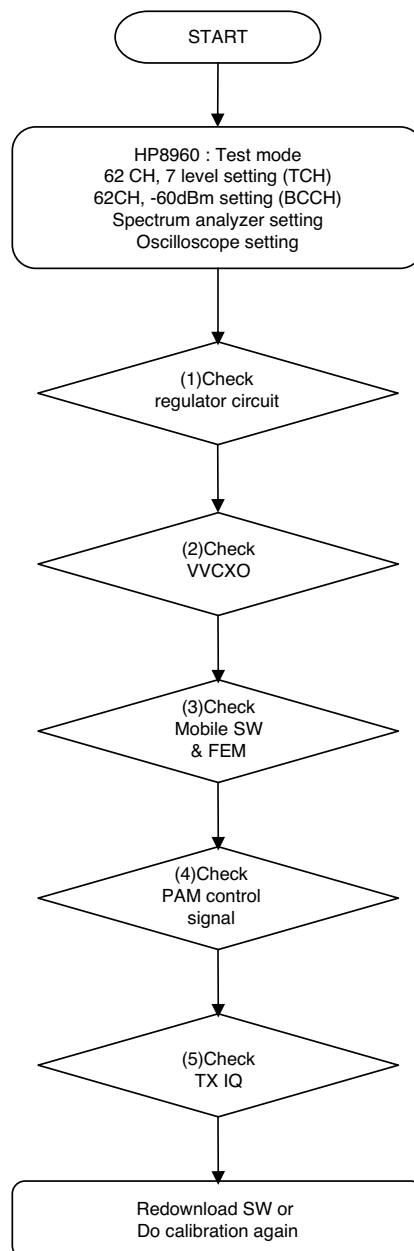 START
HP8960 : Test mode
62 CH, 7 level setting (TCH)
62CH, -60dBm setting (BCCH)
Spectrum analyzer setting
Oscilloscope setting
(1)Check
regulator circuit
(2)Check
VVCXO
(3)Check
Mobile SW
& FEM
(4)Check
PAM control
signal
(5)Check
TX IQ
Redownload SW or
Do calibration again